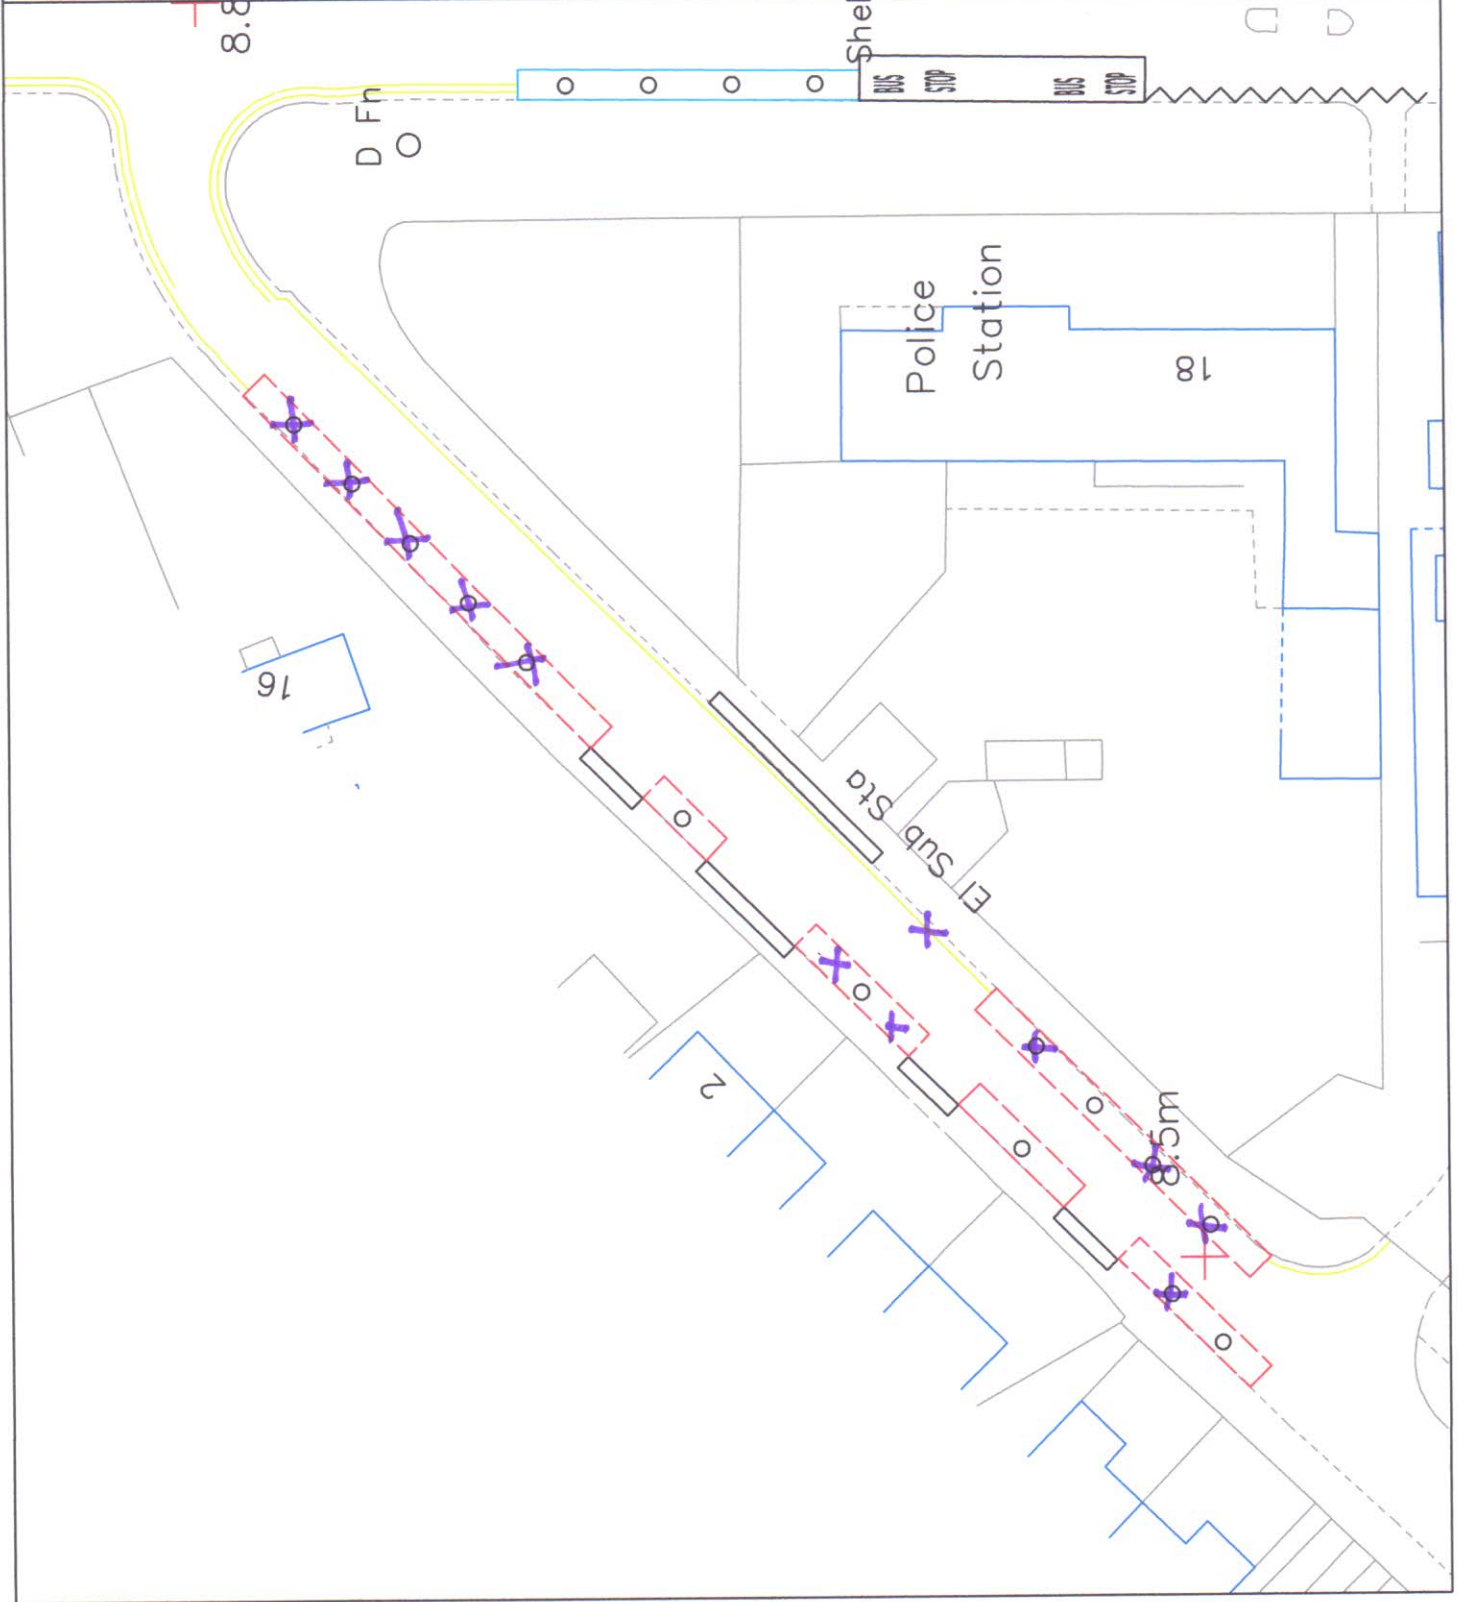 8.8
D Fn
Shel
BUS
STOP
BUS
STOP
Police
Station
18
16
El Sub Sta
2
8.5m